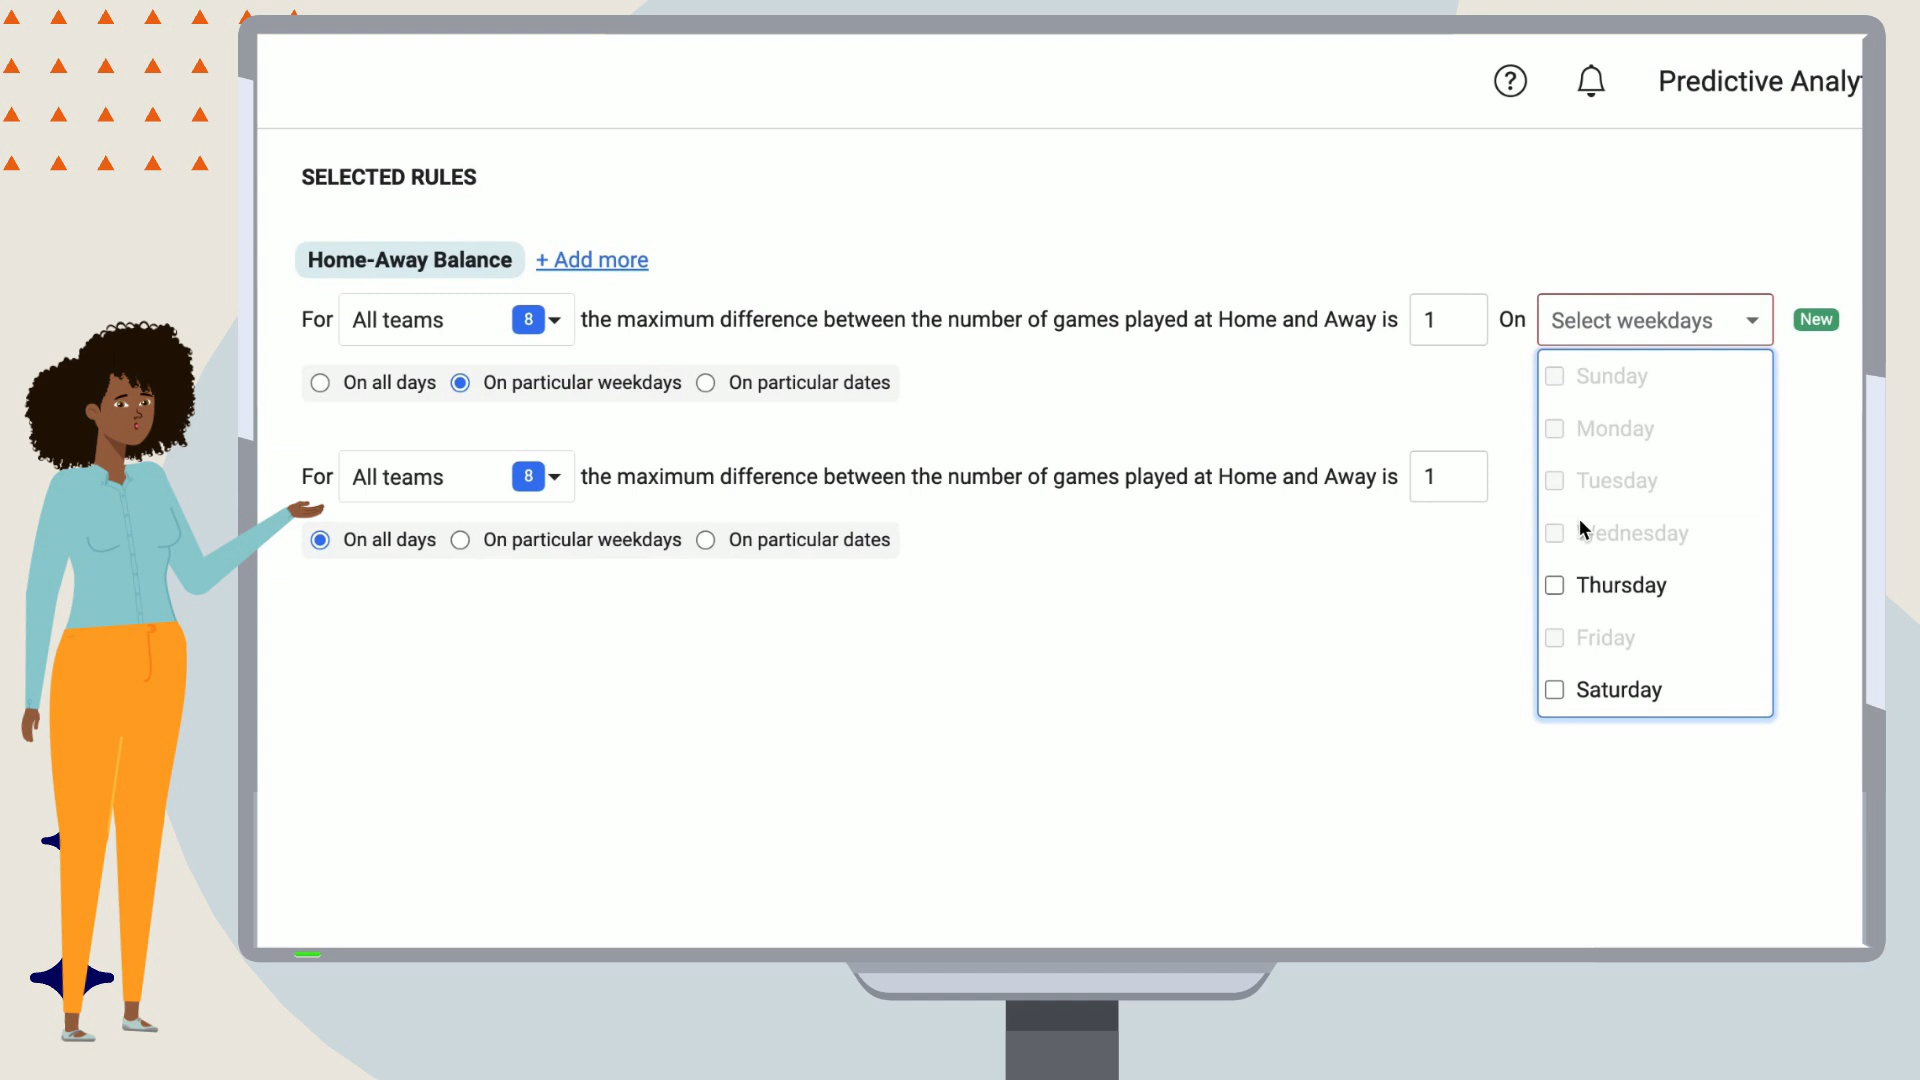 Predictive Analy
SELECTED RULES
Home-Away Balance + Add more
For All teams 8 the maximum difference between the number of games played at Home and Away is 1 On Select weekdays New
On all days On particular weekdays On particular dates
Sunday
Monday
For All teams 8 the maximum difference between the number of games played at Home and Away is 1
Tuesday
On all days On particular weekdays On particular dates
Wednesday
Thursday
Friday
Saturday